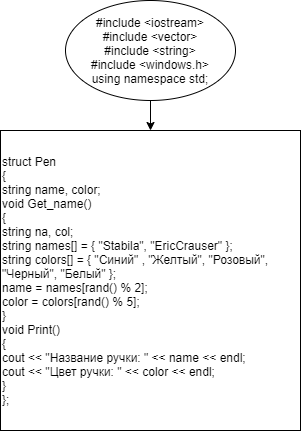 #include <iostream>
#include <vector>
#include <string>
#include <windows.h>
using namespace std;
struct Pen
{
string name, color;
void Get_name()
{
string na, col;
string names[] = { "Stabila", "EricCrauser" };
string colors[] = { "Синий" , "Желтый", "Розовый",
"Черный", "Белый" };
name = names[rand() % 2];
color = colors[rand() % 5];
}
void Print()
{
cout << "Название ручки: " << name << endl;
cout << "Цвет ручки: " << color << endl;
}
};